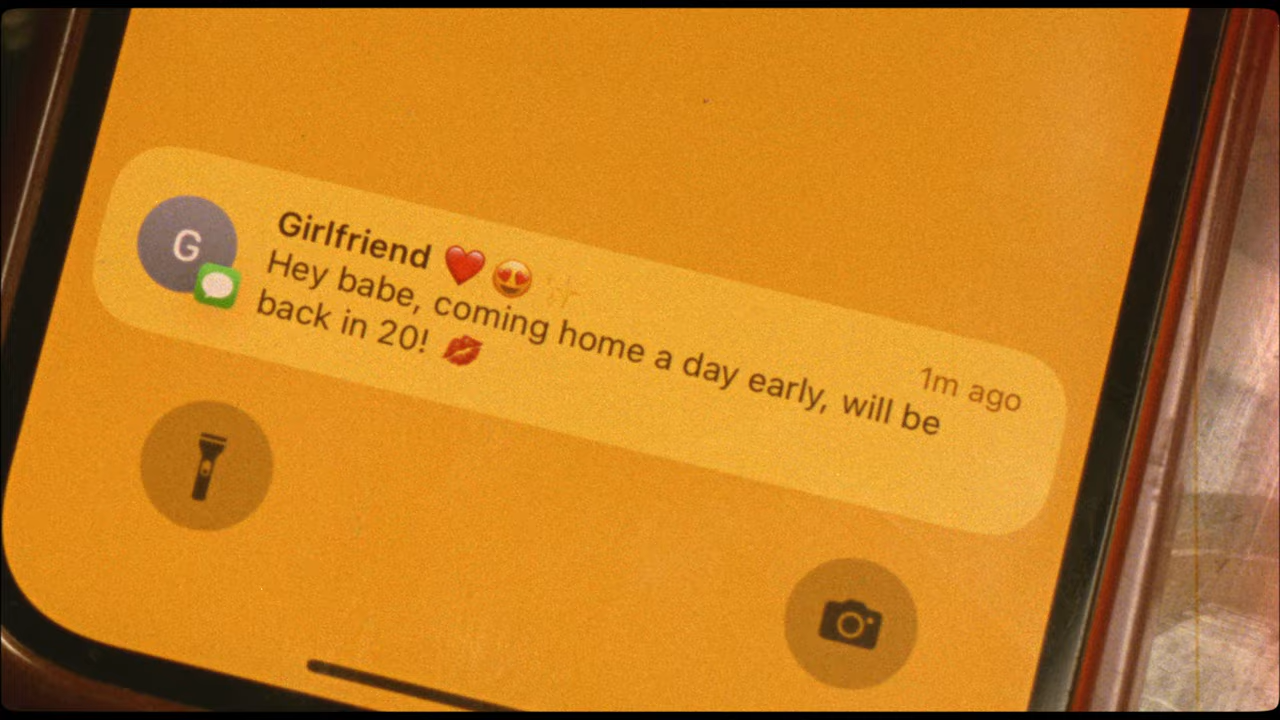 G
Girlfriend ❤️😍✨
1m ago
Hey babe, coming home a day early, will be
back in 20! 💋